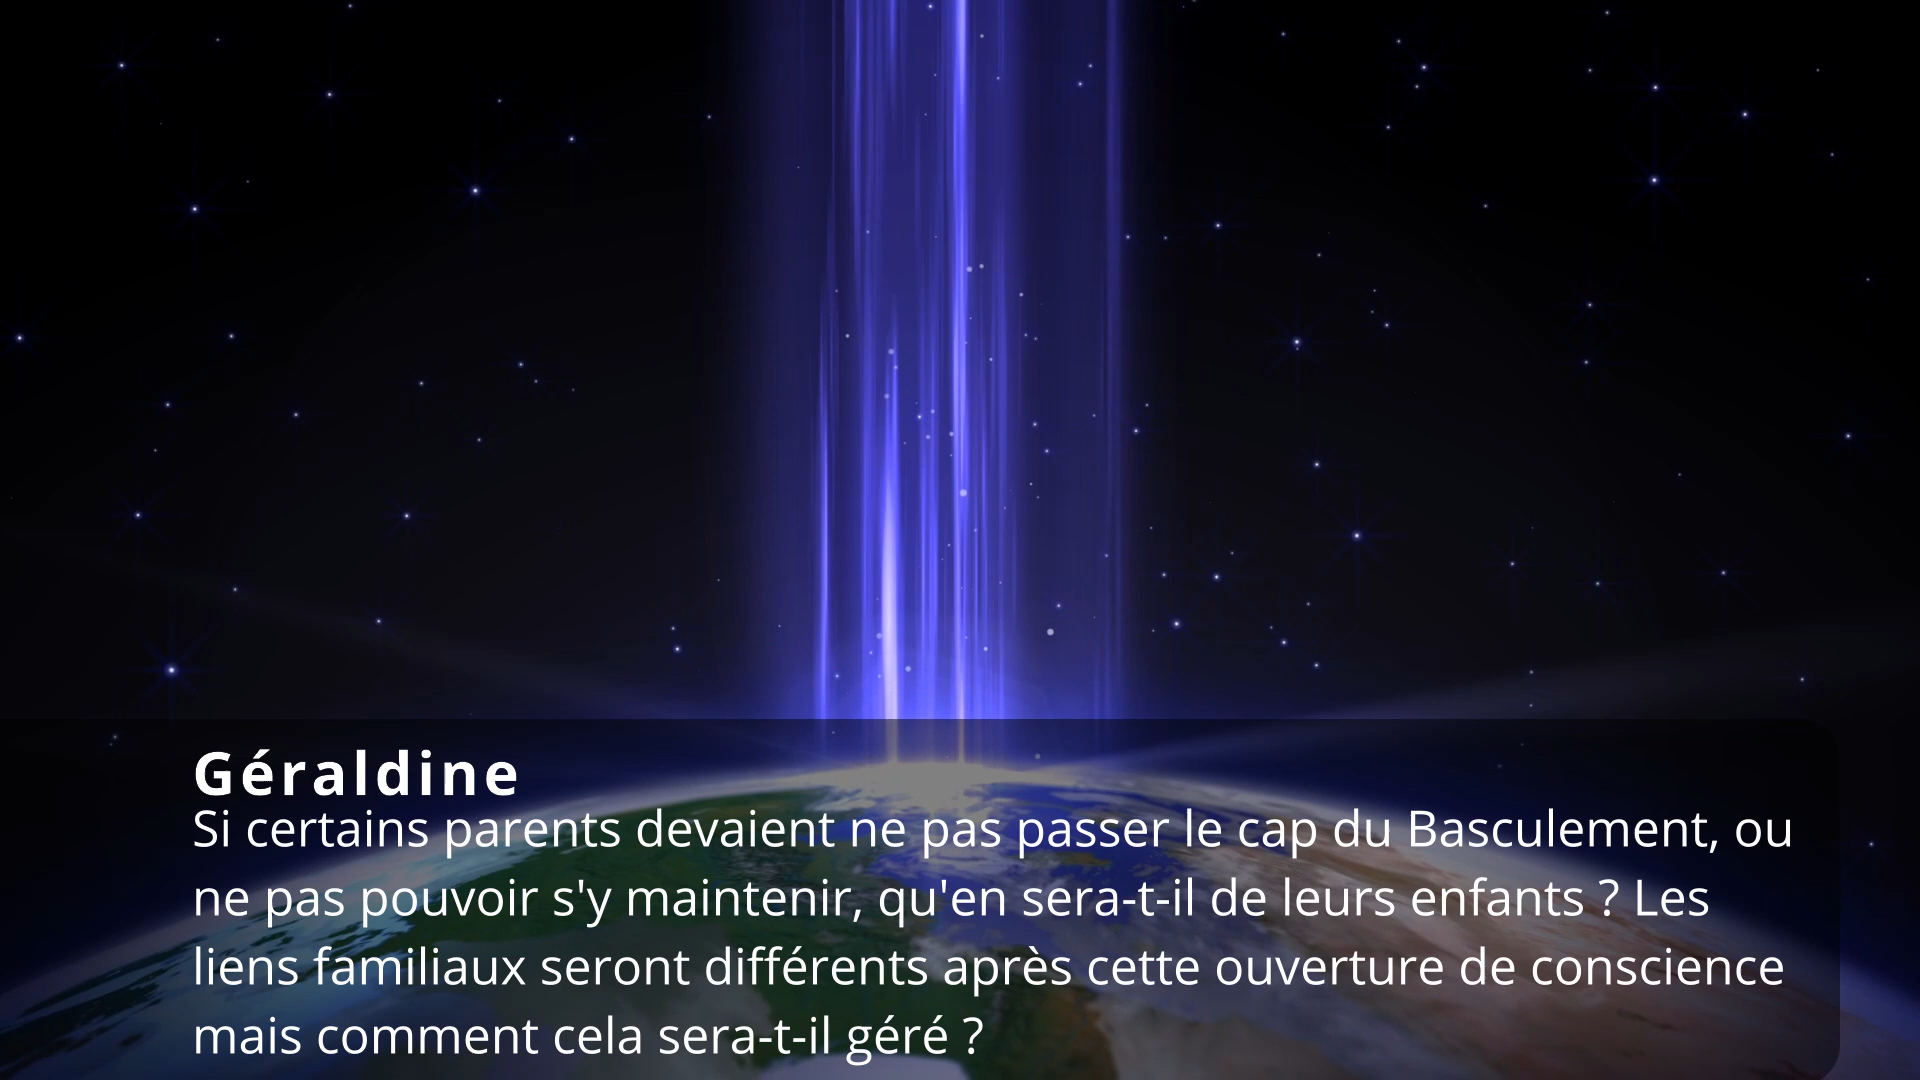 Géraldine
Si certains parents devaient ne pas passer le cap du Basculement, ou
ne pas pouvoir s'y maintenir, qu'en sera-t-il de leurs enfants ? Les
liens familiaux seront différents après cette ouverture de conscience
mais comment cela sera-t-il géré ?